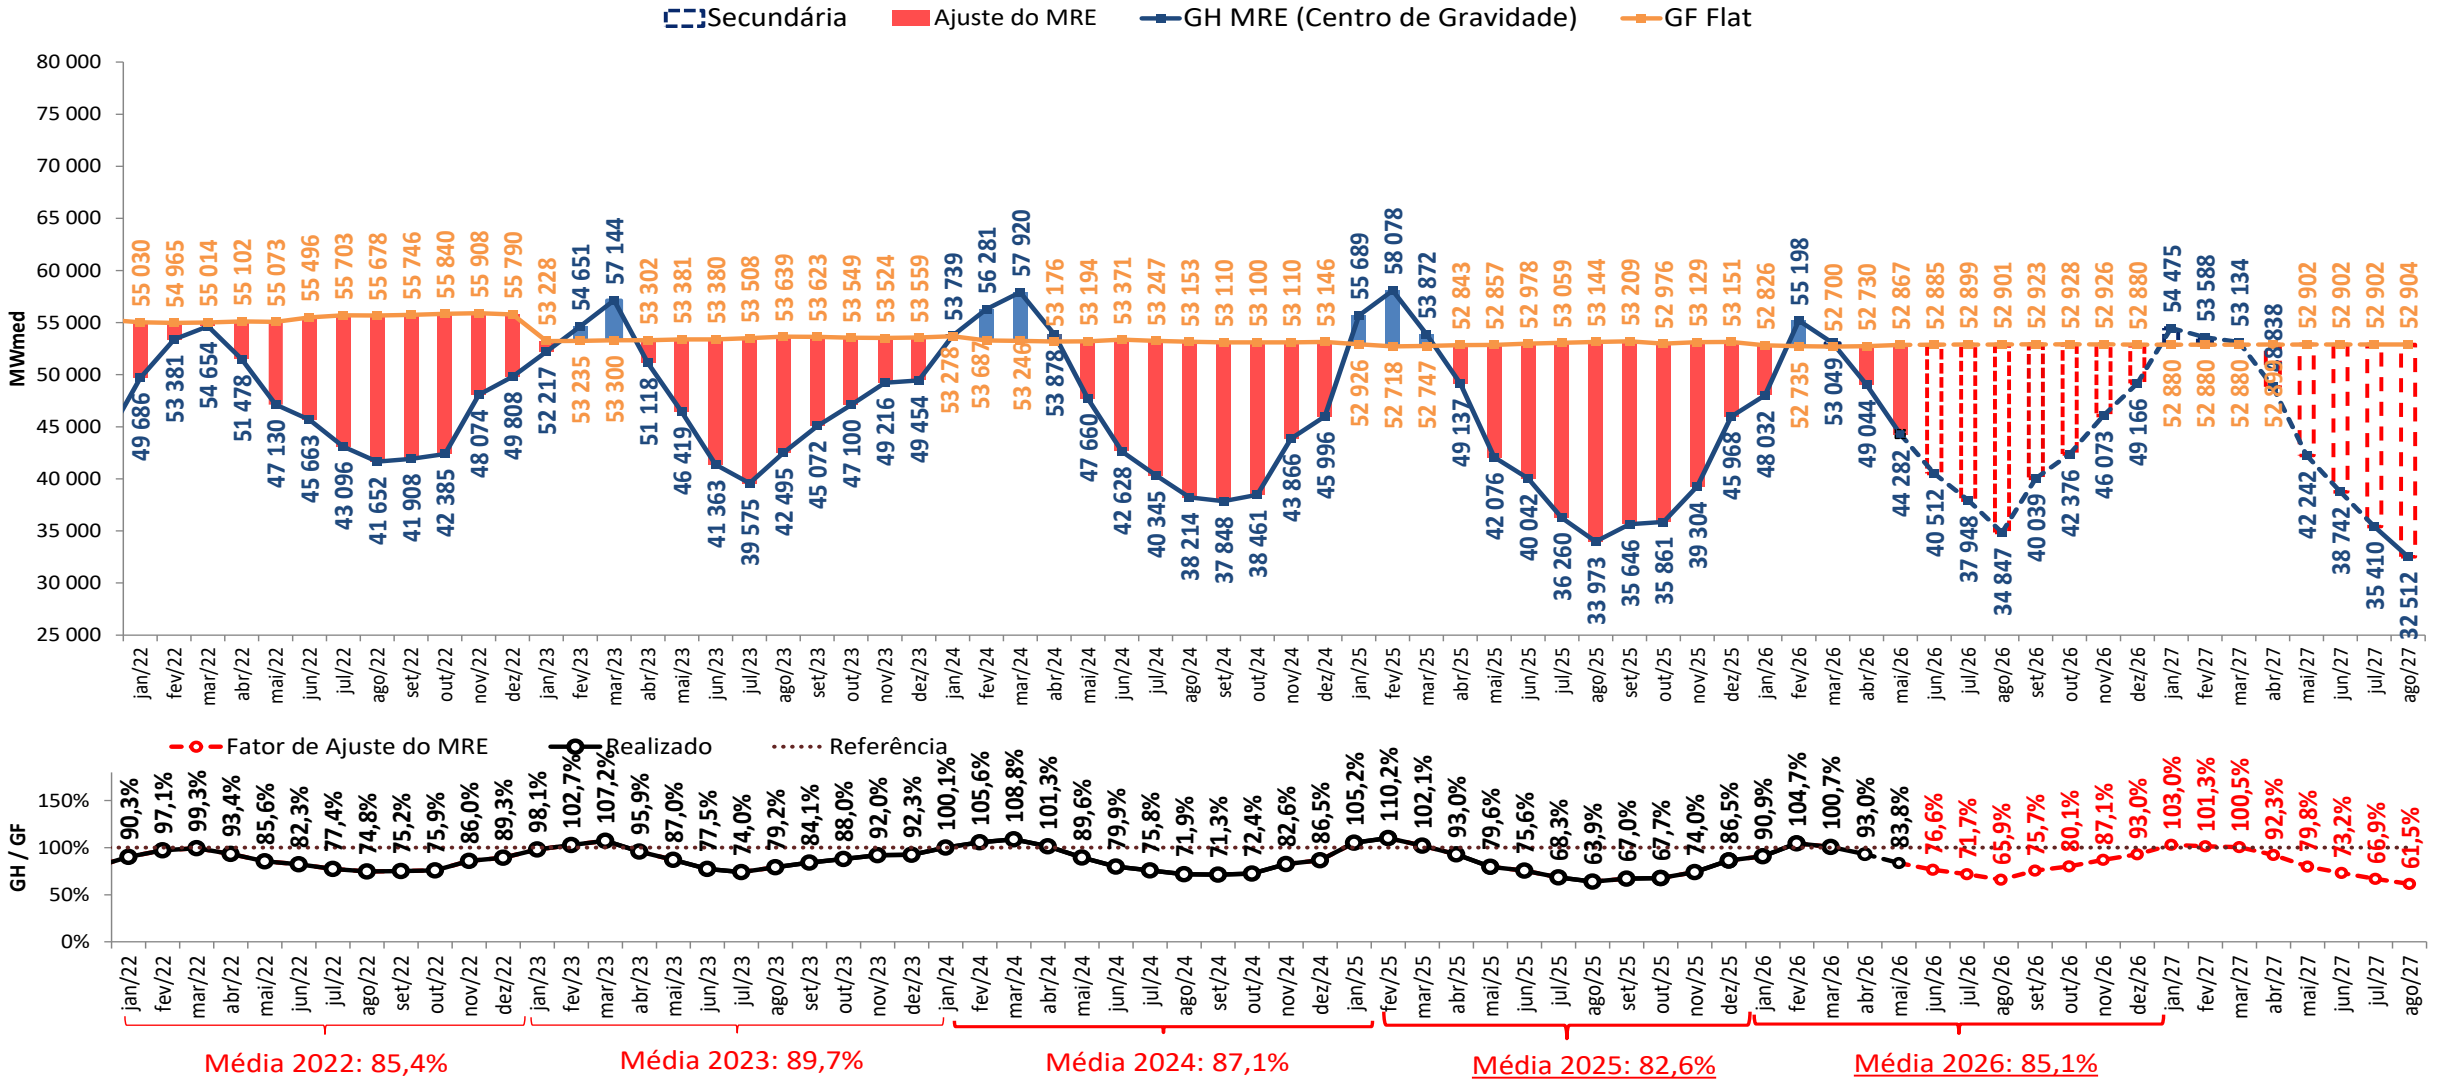 Secundária Ajuste do MRE GH MRE (Centro de Gravidade) GF Flat
MWmed
80 000
75 000
70 000
65 000
60 000
55 000
50 000
45 000
40 000
35 000
30 000
25 000
55 030 54 965 55 014 55 102 55 073 55 496 55 703 55 678 55 746 55 840 55 908 55 790 53 228 54 651 57 144 53 302 53 381 53 380 53 508 53 639 53 623 53 549 53 524 53 559 53 739 56 281 57 920 53 176 53 194 53 371 53 247 53 153 53 110 53 100 53 110 53 146 55 689 58 078 53 872 52 843 52 857 52 978 53 059 53 144 53 209 52 976 53 129 53 151 52 826 55 198 52 700 52 730 52 867 52 885 52 899 52 901 52 923 52 928 52 926 52 880 54 475 53 588 53 134 48 838 52 902 52 902 52 902 52 904
49 686 53 381 54 654 51 478 47 130 45 663 43 096 41 652 41 908 42 385 48 074 49 808 52 217 53 235 53 300 51 118 46 419 41 363 39 575 42 495 45 072 47 100 49 216 49 454 53 278 53 687 53 246 53 878 47 660 42 628 40 345 38 214 37 848 38 461 43 866 45 996 52 926 52 718 52 747 49 137 42 076 40 042 36 260 33 973 35 646 35 861 39 304 45 968 48 032 52 735 53 049 49 044 44 282 40 512 37 948 34 847 40 039 42 376 46 073 49 166 52 880 52 880 52 880 42 242 38 742 35 410 32 512
jan/22 fev/22 mar/22 abr/22 mai/22 jun/22 jul/22 ago/22 set/22 out/22 nov/22 dez/22 jan/23 fev/23 mar/23 abr/23 mai/23 jun/23 jul/23 ago/23 set/23 out/23 nov/23 dez/23 jan/24 fev/24 mar/24 abr/24 mai/24 jun/24 jul/24 ago/24 set/24 out/24 nov/24 dez/24 jan/25 fev/25 mar/25 abr/25 mai/25 jun/25 jul/25 ago/25 set/25 out/25 nov/25 dez/25 jan/26 fev/26 mar/26 abr/26 mai/26 jun/26 jul/26 ago/26 set/26 out/26 nov/26 dez/26 jan/27 fev/27 mar/27 abr/27 mai/27 jun/27 jul/27 ago/27
Fator de Ajuste do MRE Realizado Referência
GH / GF
150%
100%
50%
0%
90,3% 97,1% 99,3% 93,4% 85,6% 82,3% 77,4% 74,8% 75,2% 75,9% 86,0% 89,3% 98,1% 102,7% 107,2% 95,9% 87,0% 77,5% 74,0% 79,2% 84,1% 88,0% 92,0% 92,3% 100,1% 105,6% 108,8% 101,3% 89,6% 79,9% 75,8% 71,9% 71,3% 72,4% 82,6% 86,5% 105,2% 110,2% 102,1% 93,0% 79,6% 75,6% 68,3% 63,9% 67,0% 67,7% 74,0% 86,5% 90,9% 104,7% 100,7% 93,0% 83,8% 76,6% 71,7% 65,9% 75,7% 80,1% 87,1% 93,0% 103,0% 101,3% 100,5% 92,3% 79,8% 73,2% 66,9% 61,5%
jan/22 fev/22 mar/22 abr/22 mai/22 jun/22 jul/22 ago/22 set/22 out/22 nov/22 dez/22 jan/23 fev/23 mar/23 abr/23 mai/23 jun/23 jul/23 ago/23 set/23 out/23 nov/23 dez/23 jan/24 fev/24 mar/24 abr/24 mai/24 jun/24 jul/24 ago/24 set/24 out/24 nov/24 dez/24 jan/25 fev/25 mar/25 abr/25 mai/25 jun/25 jul/25 ago/25 set/25 out/25 nov/25 dez/25 jan/26 fev/26 mar/26 abr/26 mai/26 jun/26 jul/26 ago/26 set/26 out/26 nov/26 dez/26 jan/27 fev/27 mar/27 abr/27 mai/27 jun/27 jul/27 ago/27
Média 2022: 85,4% Média 2023: 89,7% Média 2024: 87,1% Média 2025: 82,6% Média 2026: 85,1%